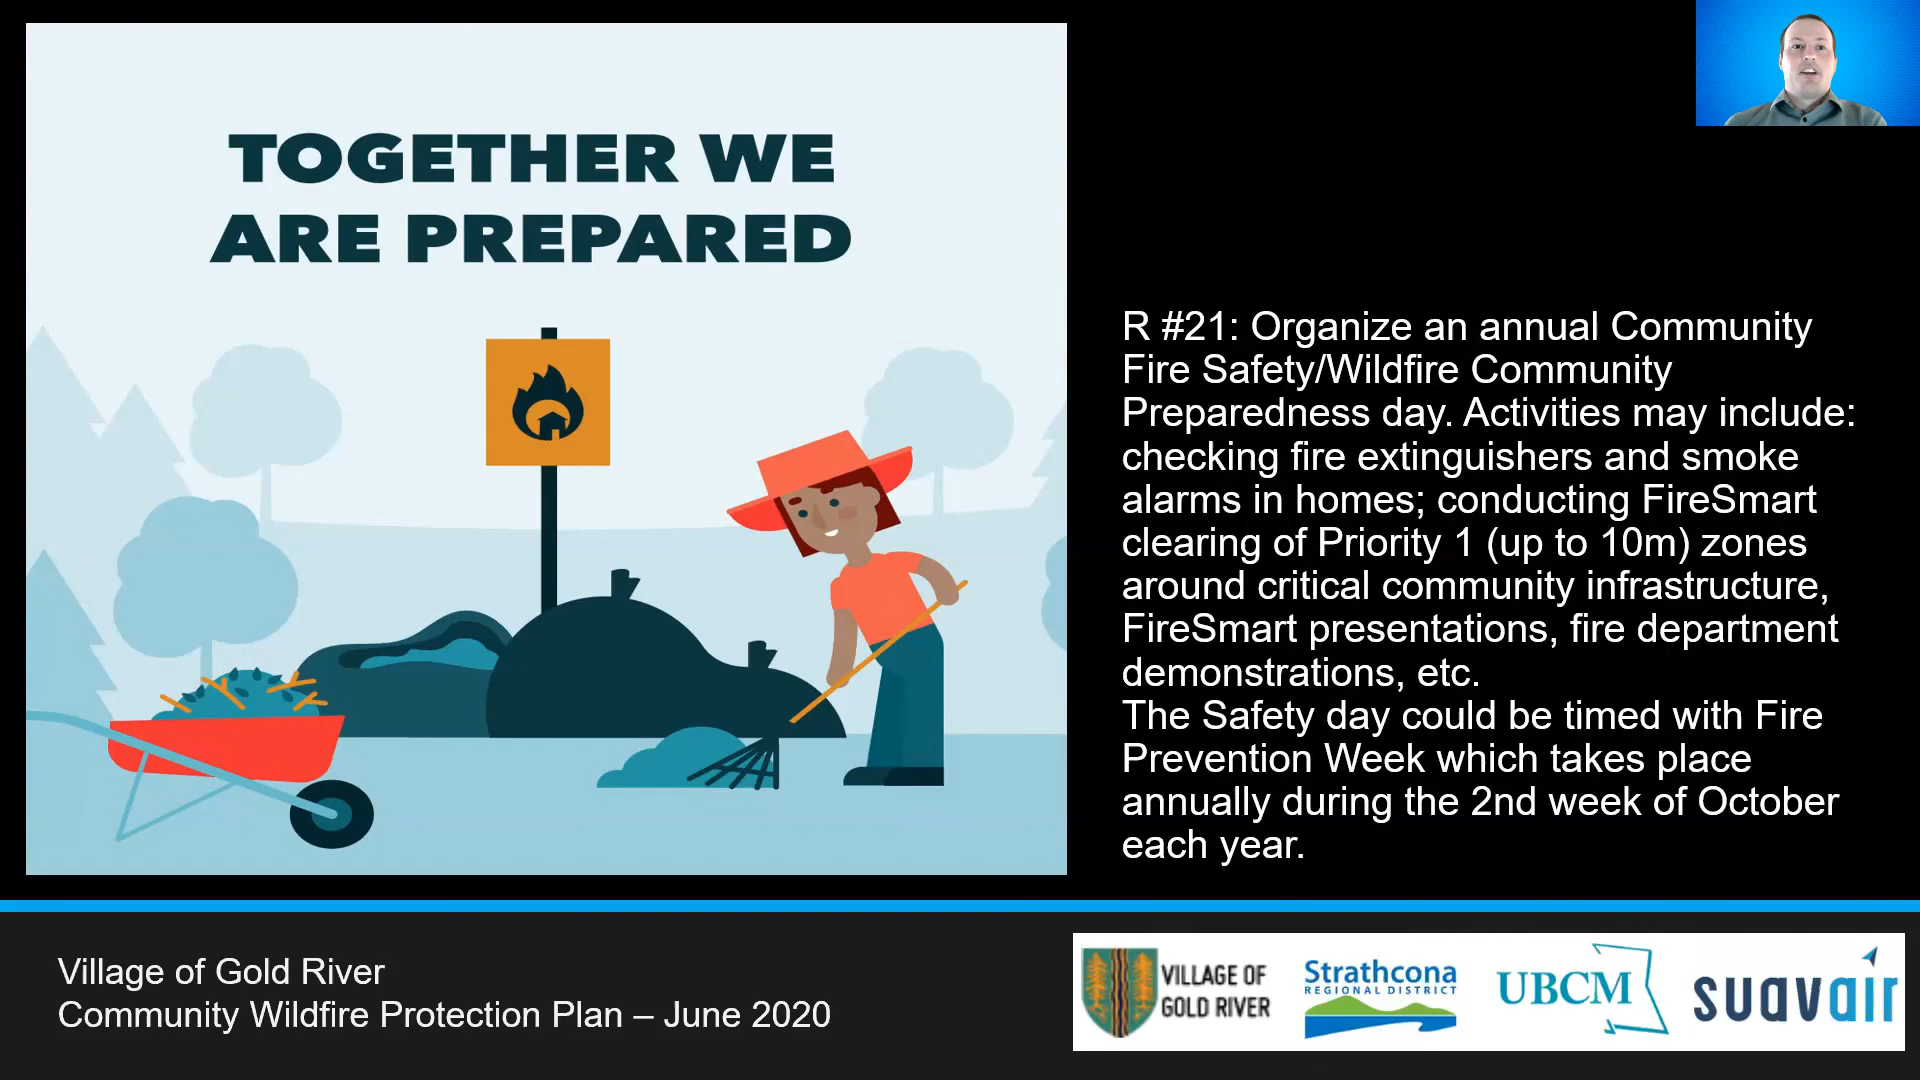 TOGETHER WE
ARE PREPARED
R #21: Organize an annual Community
Fire Safety/Wildfire Community
Preparedness day. Activities may include:
checking fire extinguishers and smoke
alarms in homes; conducting FireSmart
clearing of Priority 1 (up to 10m) zones
around critical community infrastructure,
FireSmart presentations, fire department
demonstrations, etc.
The Safety day could be timed with Fire
Prevention Week which takes place
annually during the 2nd week of October
each year.
Village of Gold River
Community Wildfire Protection Plan – June 2020
VILLAGE OF
GOLD RIVER
Strathcona
REGIONAL DISTRICT
UBCM
suavair